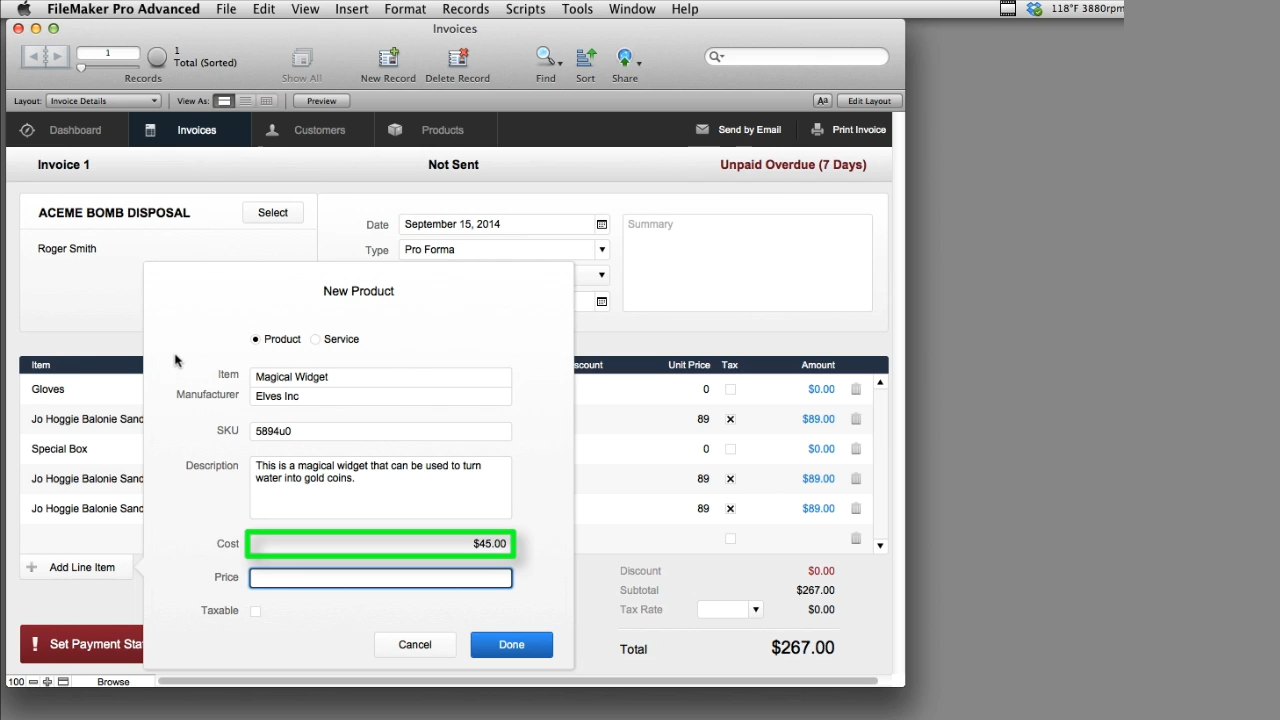 FileMaker Pro Advanced File Edit View Insert Format Records Scripts Tools Window Help 118°F 3880rpm
Invoices
1 1 Total (Sorted)
Records Show All New Record Delete Record Find Sort Share
Layout: Invoice Details View As: Preview Aa Edit Layout
Dashboard Invoices Customers Products Send by Email Print Invoice
Invoice 1 Not Sent Unpaid Overdue (7 Days)
ACEME BOMB DISPOSAL Select
Roger Smith
Date September 15, 2014
Type Pro Forma
Summary
New Product
Product Service
Item Magical Widget
Manufacturer Elves Inc
SKU 5894u0
Description This is a magical widget that can be used to turn
water into gold coins.
Cost $45.00
Price
Taxable
Cancel Done
Item scount Unit Price Tax Amount
Gloves 0 $0.00
Jo Hoggie Balonie Sand 89 $89.00
Special Box 0 $0.00
Jo Hoggie Balonie Sand 89 $89.00
Jo Hoggie Balonie Sand 89 $89.00
Add Line Item
Discount $0.00
Subtotal $267.00
Tax Rate $0.00
Total $267.00
! Set Payment Sta
100 Browse